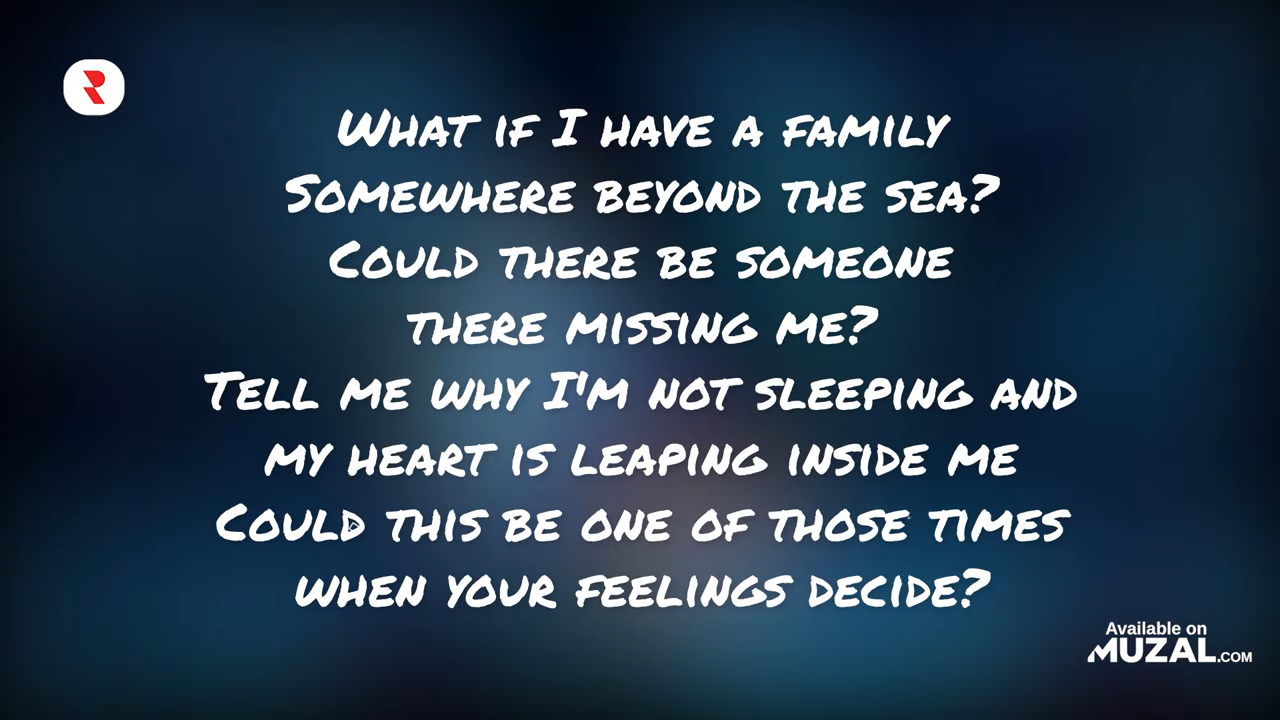 What if I have a family
Somewhere beyond the sea?
Could there be someone
there missing me?
Tell me why I'm not sleeping and
my heart is leaping inside me
Could this be one of those times
when your feelings decide?
Available on
MUZAL.COM